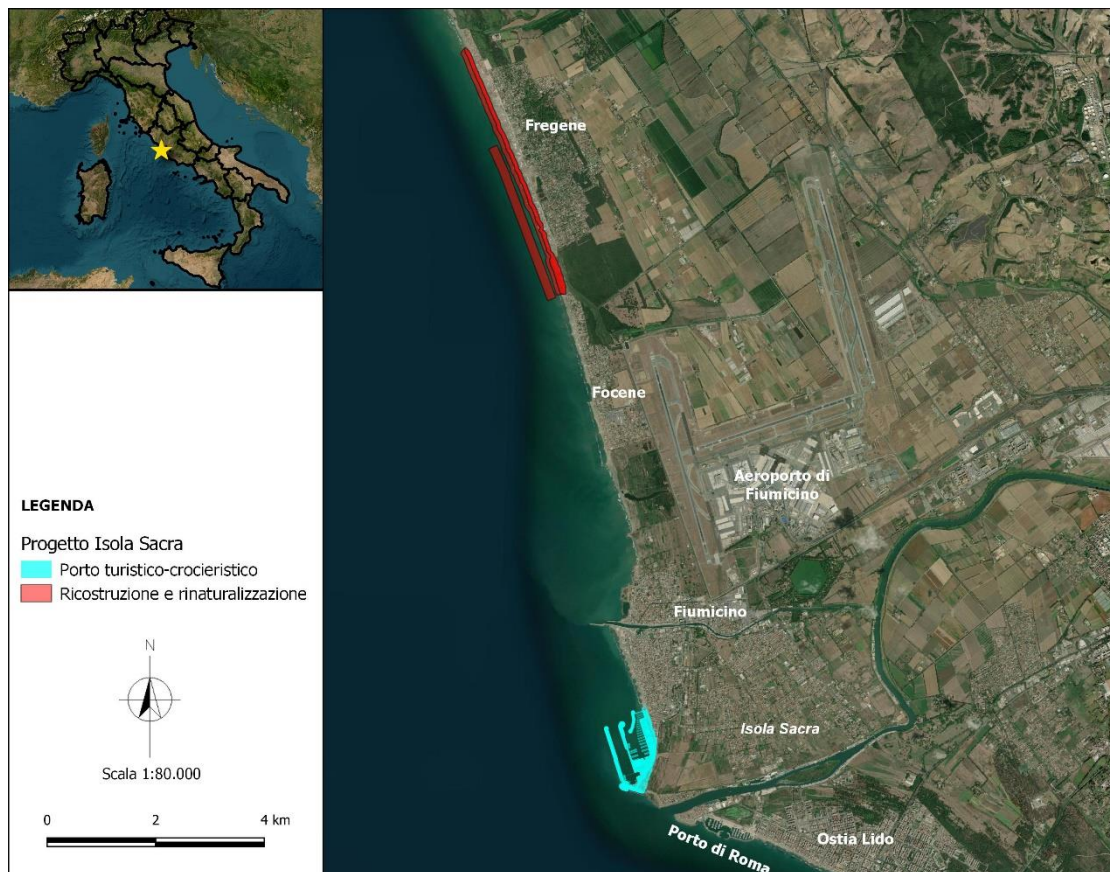 LEGENDA
Progetto Isola Sacra
Porto turistico-crocieristico
Ricostruzione e rinaturalizzazione
N
Scala 1:80.000
0 2 4 km
Fregene
Focene
Aeroporto di
Fiumicino
Fiumicino
Isola Sacra
Porto di Roma
Ostia Lido